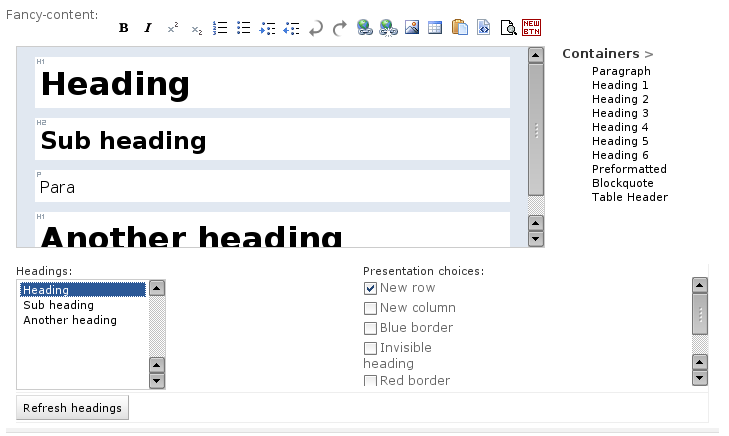 Fancy-content:
B I x² x₂ NEW BTN
H1
Heading
H2
Sub heading
P
Para
H1
Another heading
Containers >
Paragraph
Heading 1
Heading 2
Heading 3
Heading 4
Heading 5
Heading 6
Preformatted
Blockquote
Table Header
Headings:
Heading
Sub heading
Another heading
Refresh headings
Presentation choices:
New row
New column
Blue border
Invisible
heading
Red border